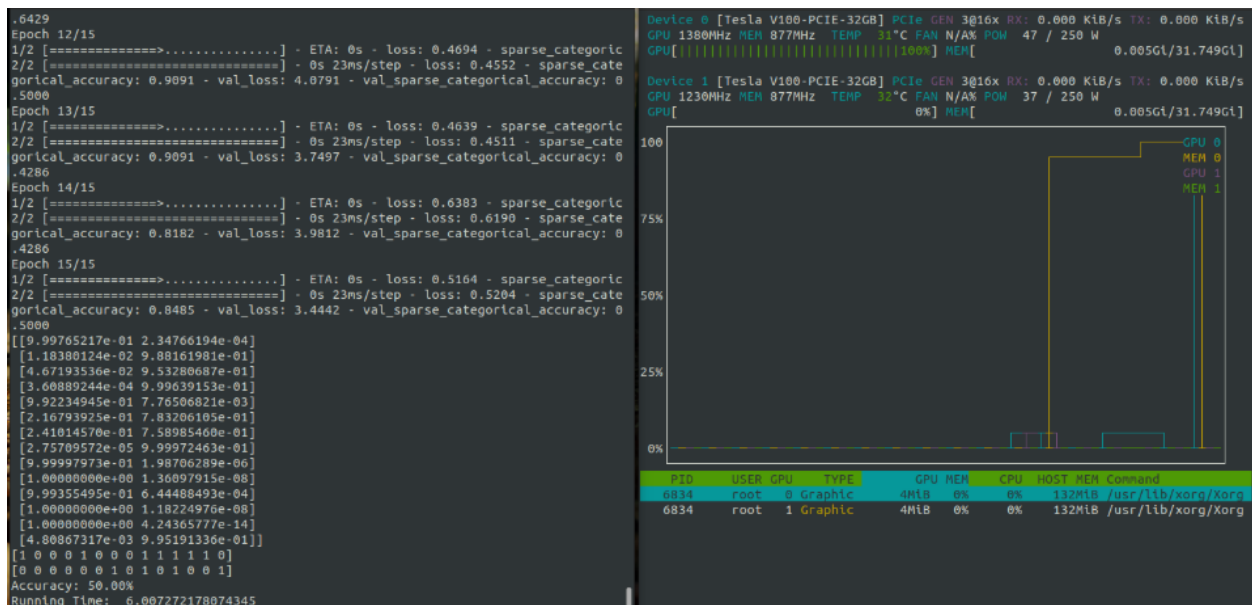 .6429
Epoch 12/15
1/2 [==============>...............] - ETA: 0s - loss: 0.4694 - sparse_categoric
2/2 [==============================] - 0s 23ms/step - loss: 0.4552 - sparse_cate
gorical_accuracy: 0.9091 - val_loss: 4.0791 - val_sparse_categorical_accuracy: 0
.5000
Epoch 13/15
1/2 [==============>...............] - ETA: 0s - loss: 0.4639 - sparse_categoric
2/2 [==============================] - 0s 23ms/step - loss: 0.4511 - sparse_cate
gorical_accuracy: 0.9091 - val_loss: 3.7497 - val_sparse_categorical_accuracy: 0
.4286
Epoch 14/15
1/2 [==============>...............] - ETA: 0s - loss: 0.6383 - sparse_categoric
2/2 [==============================] - 0s 23ms/step - loss: 0.6190 - sparse_cate
gorical_accuracy: 0.8182 - val_loss: 3.9812 - val_sparse_categorical_accuracy: 0
.4286
Epoch 15/15
1/2 [==============>...............] - ETA: 0s - loss: 0.5164 - sparse_categoric
2/2 [==============================] - 0s 23ms/step - loss: 0.5204 - sparse_cate
gorical_accuracy: 0.8485 - val_loss: 3.4442 - val_sparse_categorical_accuracy: 0
.5000
[[9.99765217e-01 2.34766194e-04]
[1.18380124e-02 9.88161981e-01]
[4.67193536e-02 9.53280687e-01]
[3.60889244e-04 9.99639153e-01]
[9.92234945e-01 7.76506821e-03]
[2.16793925e-01 7.83206105e-01]
[2.41014570e-01 7.58985460e-01]
[2.75709572e-05 9.99972463e-01]
[9.99997973e-01 1.98706289e-06]
[1.00000000e+00 1.36097915e-08]
[9.99355495e-01 6.44488493e-04]
[1.00000000e+00 1.18224976e-08]
[1.00000000e+00 4.24365777e-14]
[4.80867317e-03 9.95191336e-01]]
[1 0 0 0 1 0 0 0 1 1 1 1 1 0]
[0 0 0 0 0 0 1 0 1 0 1 0 0 1]
Accuracy: 50.00%
Running Time: 6.007272178074345
Device 0 [Tesla V100-PCIE-32GB] PCIe GEN 3@16x RX: 0.000 KiB/s TX: 0.000 KiB/s
GPU 1380MHz MEM 877MHz TEMP 31°C FAN N/A% POW 47 / 250 W
GPU[||||||||||||||||||||||||||||100%] MEM[ 0.005Gi/31.749Gi]
Device 1 [Tesla V100-PCIE-32GB] PCIe GEN 3@16x RX: 0.000 KiB/s TX: 0.000 KiB/s
GPU 1230MHz MEM 877MHz TEMP 32°C FAN N/A% POW 37 / 250 W
GPU[ 0%] MEM[ 0.005Gi/31.749Gi]
100
GPU 0
MEM 0
GPU 1
MEM 1
75%
50%
25%
0%
PID USER GPU TYPE GPU MEM CPU HOST MEM Command
6834 root 0 Graphic 4MiB 0% 0% 132MiB /usr/lib/xorg/Xorg
6834 root 1 Graphic 4MiB 0% 0% 132MiB /usr/lib/xorg/Xorg